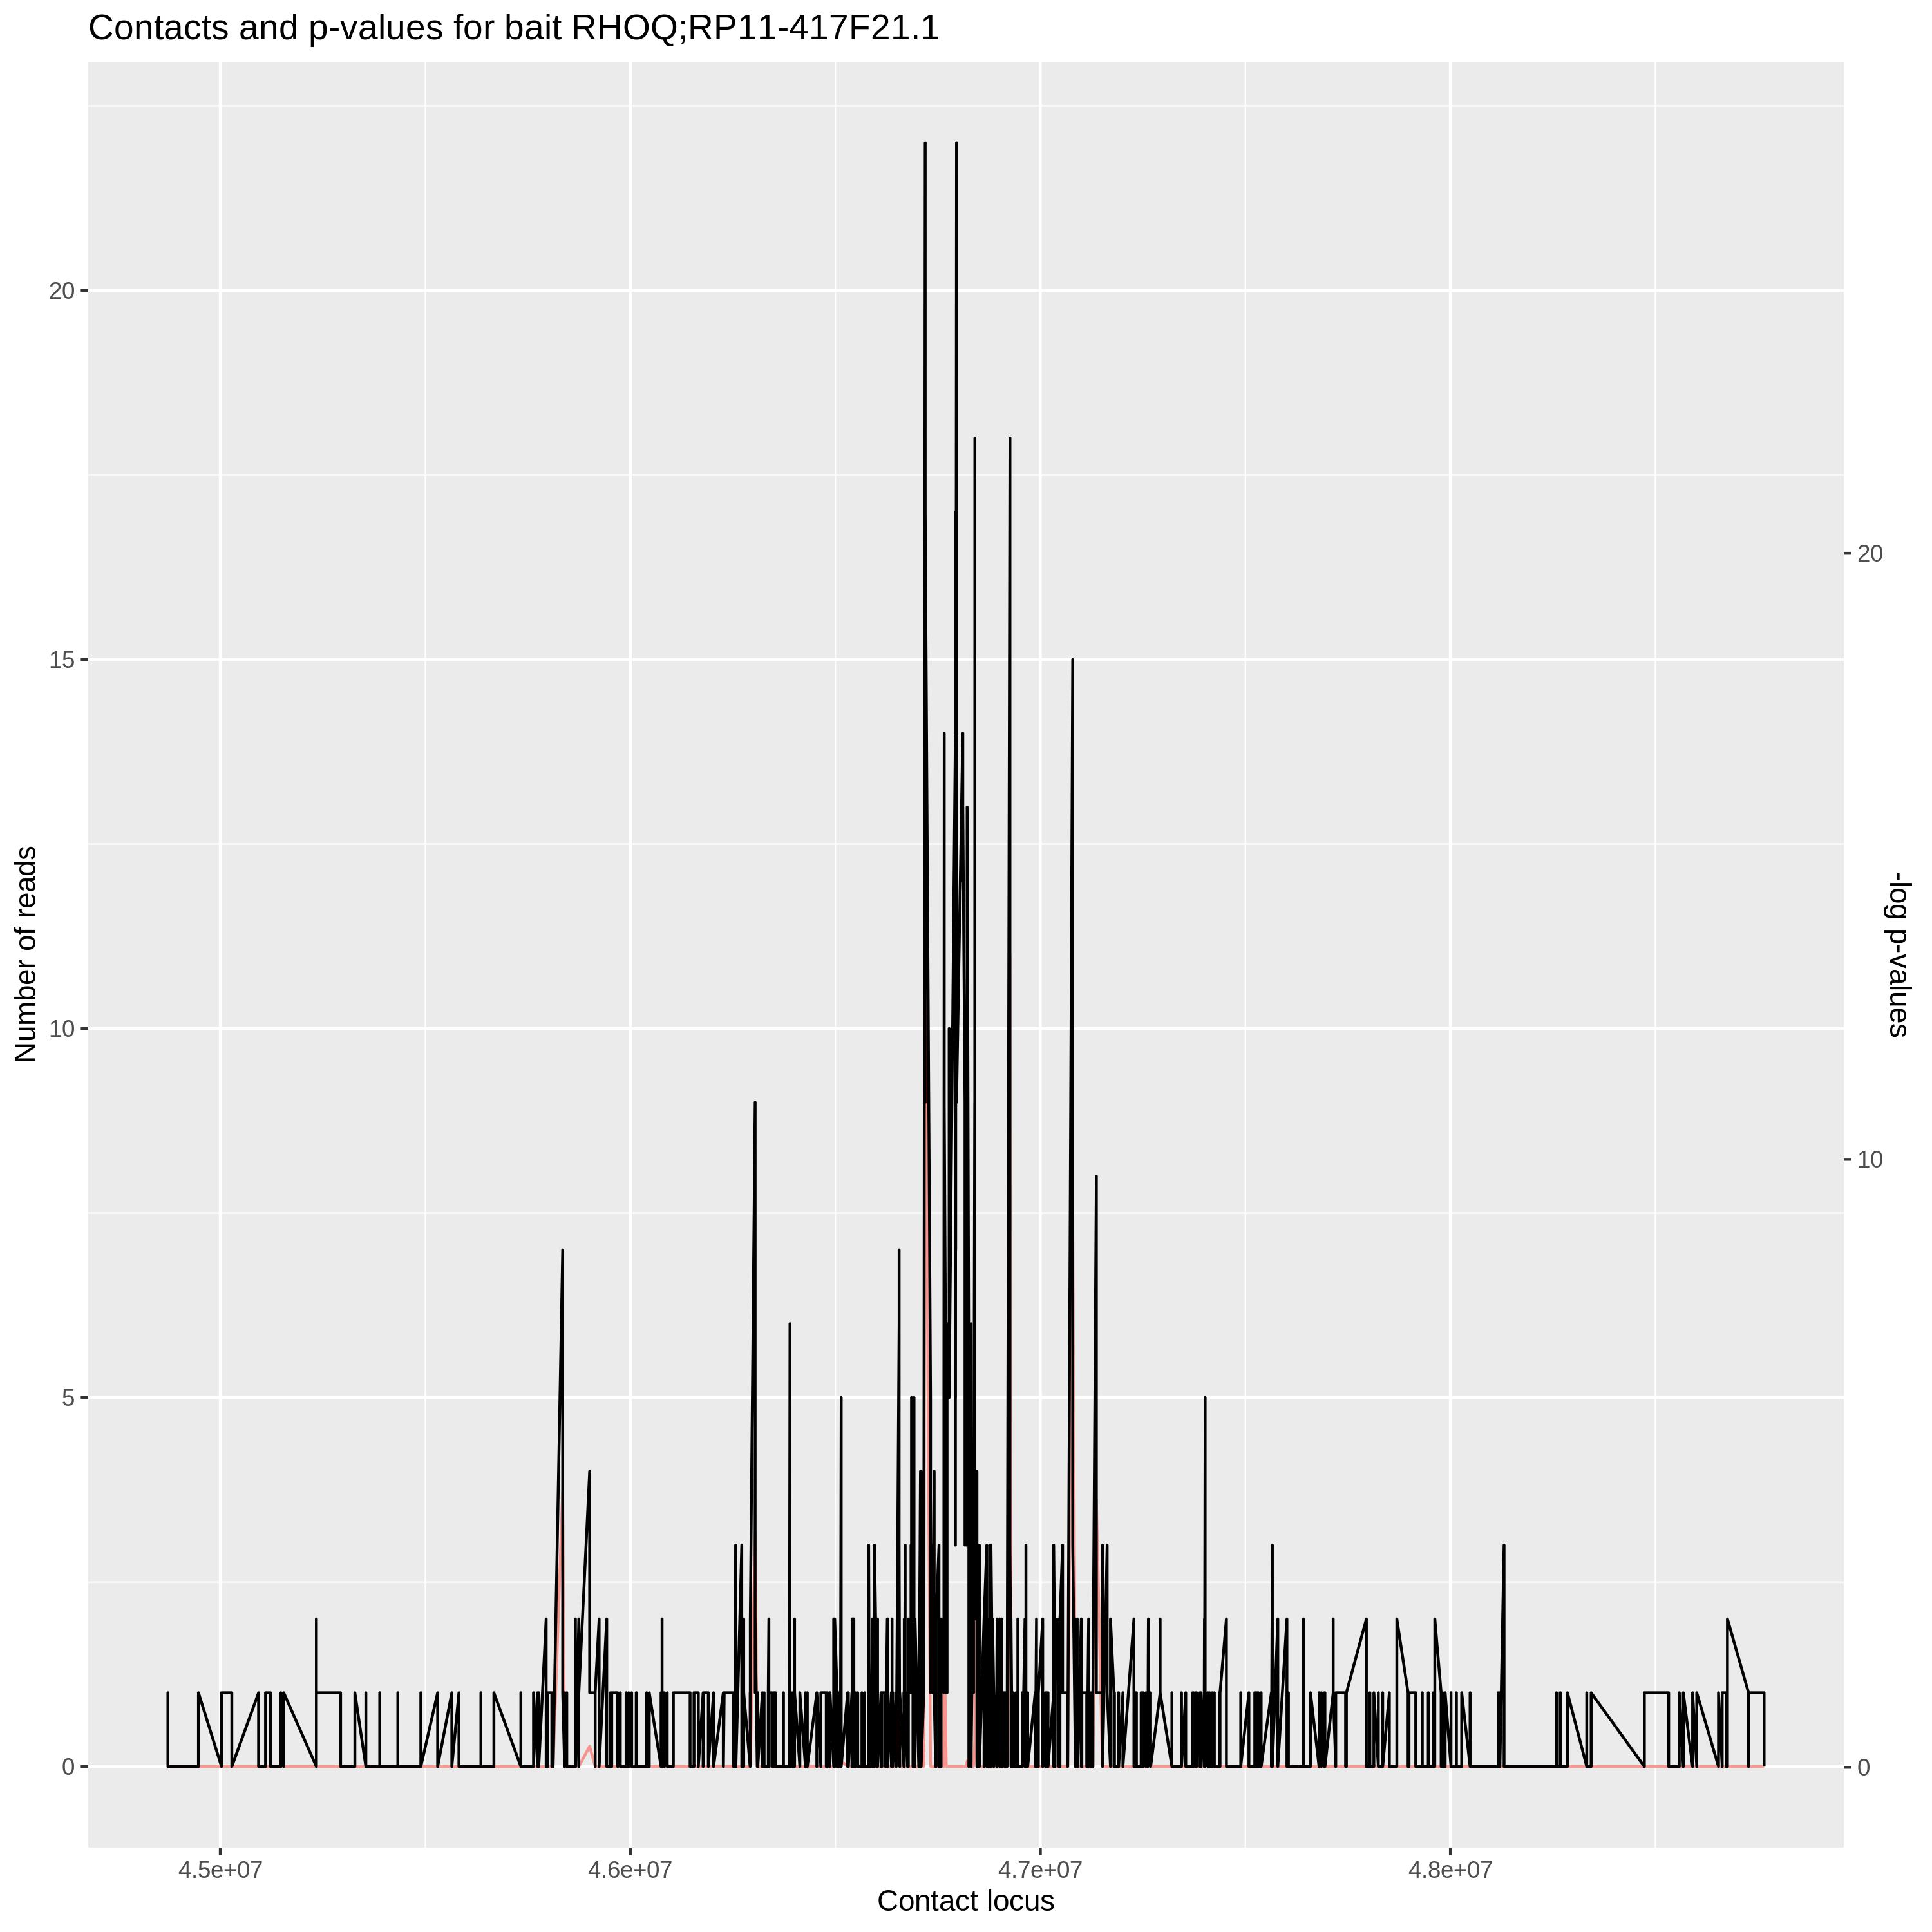 Contacts and p-values for bait RHOQ;RP11-417F21.1
20
15
10
5
0
Number of reads
20
10
0
-log p-values
4.5e+07
4.6e+07
4.7e+07
4.8e+07
Contact locus